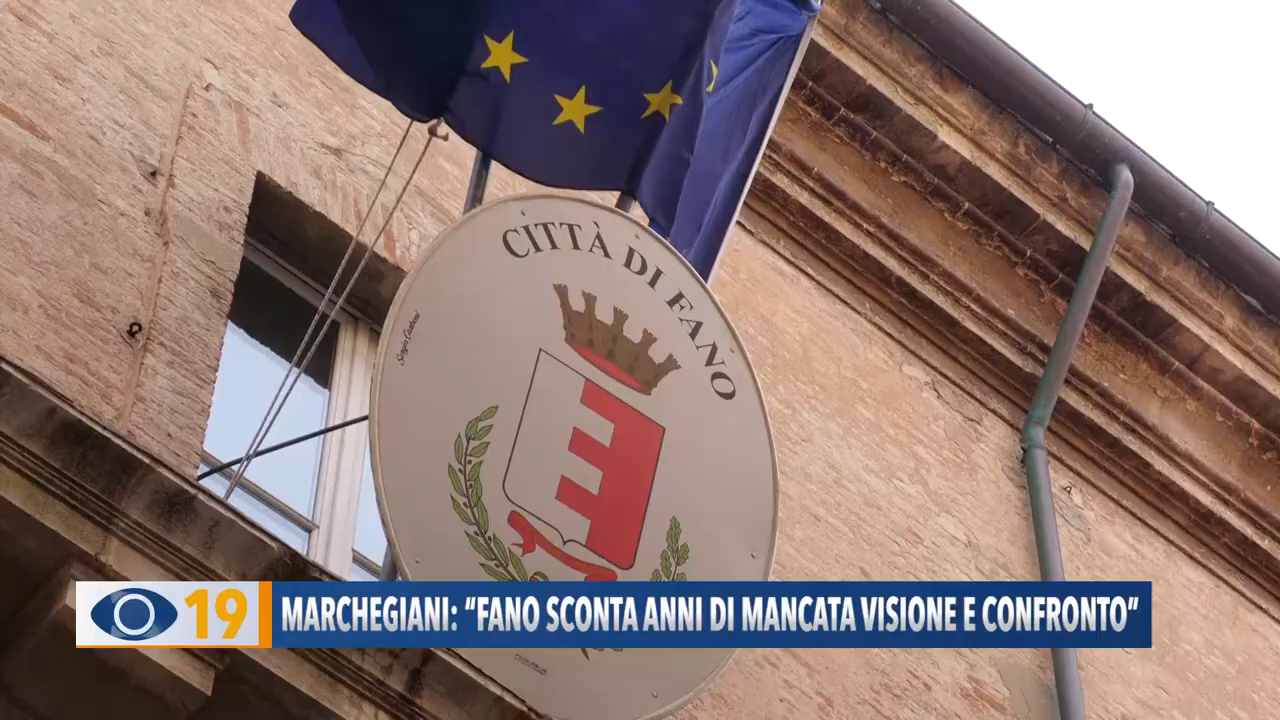 CITTÀ DI FANO
19
MARCHEGIANI: “FANO SCONTA ANNI DI MANCATA VISIONE E CONFRONTO”